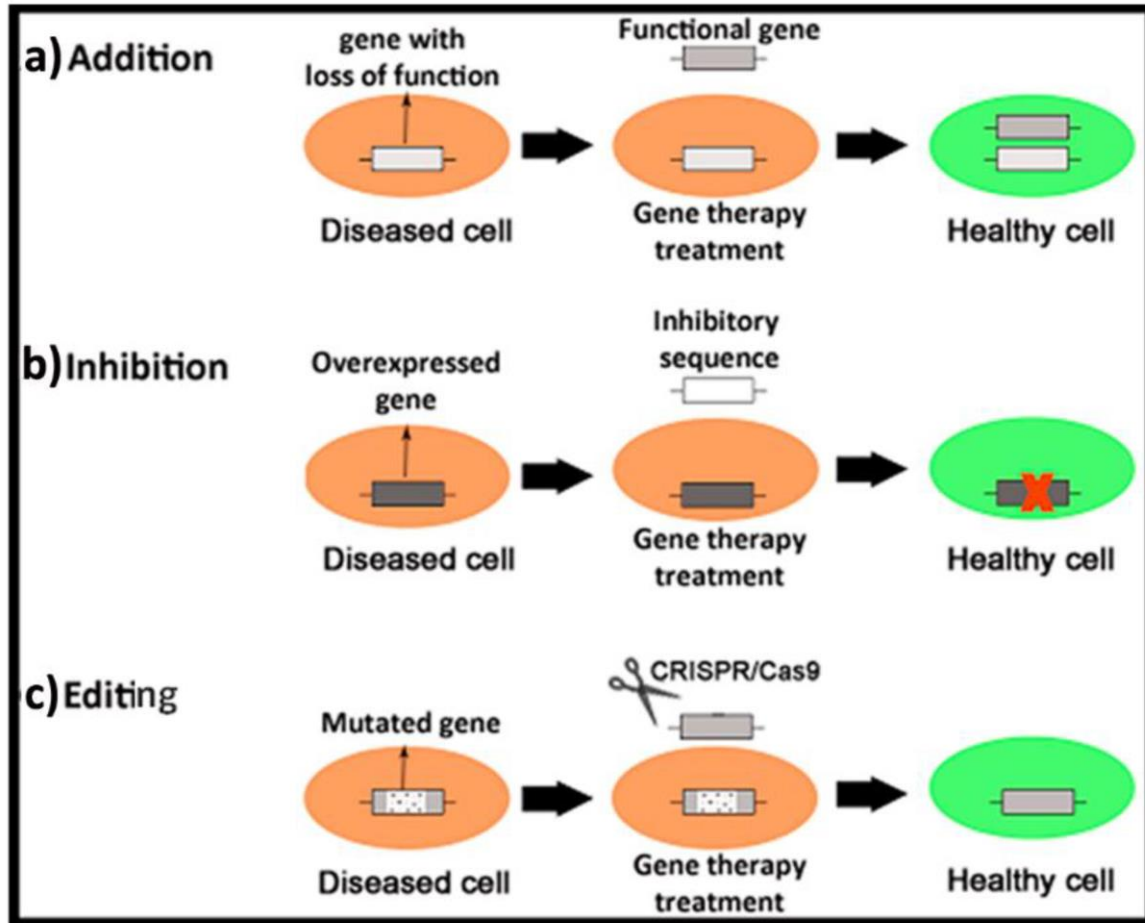 a) Addition
gene with
loss of function
Functional gene
Diseased cell
Gene therapy
treatment
Healthy cell
b) Inhibition
Overexpressed
gene
Inhibitory
sequence
X
Diseased cell
Gene therapy
treatment
Healthy cell
c) Editing
Mutated gene
CRISPR/Cas9
Diseased cell
Gene therapy
treatment
Healthy cell